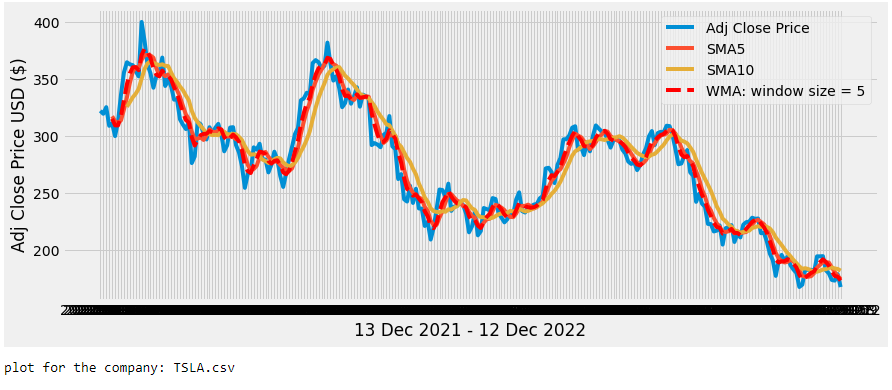 400
350
300
250
200
Adj Close Price USD ($)
Adj Close Price
SMA5
SMA10
WMA: window size = 5
13 Dec 2021 - 12 Dec 2022
plot for the company: TSLA.csv